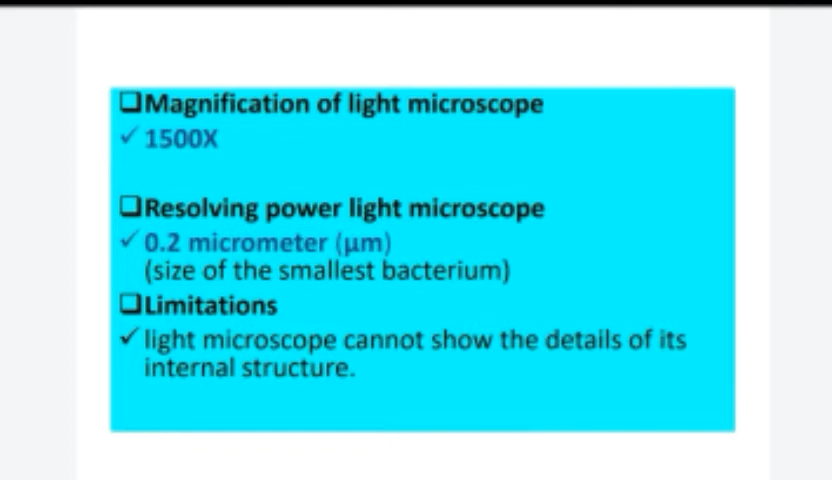 ❑Magnification of light microscope
✓ 1500X
❑Resolving power light microscope
✓ 0.2 micrometer (µm)
(size of the smallest bacterium)
❑Limitations
✓ light microscope cannot show the details of its
internal structure.